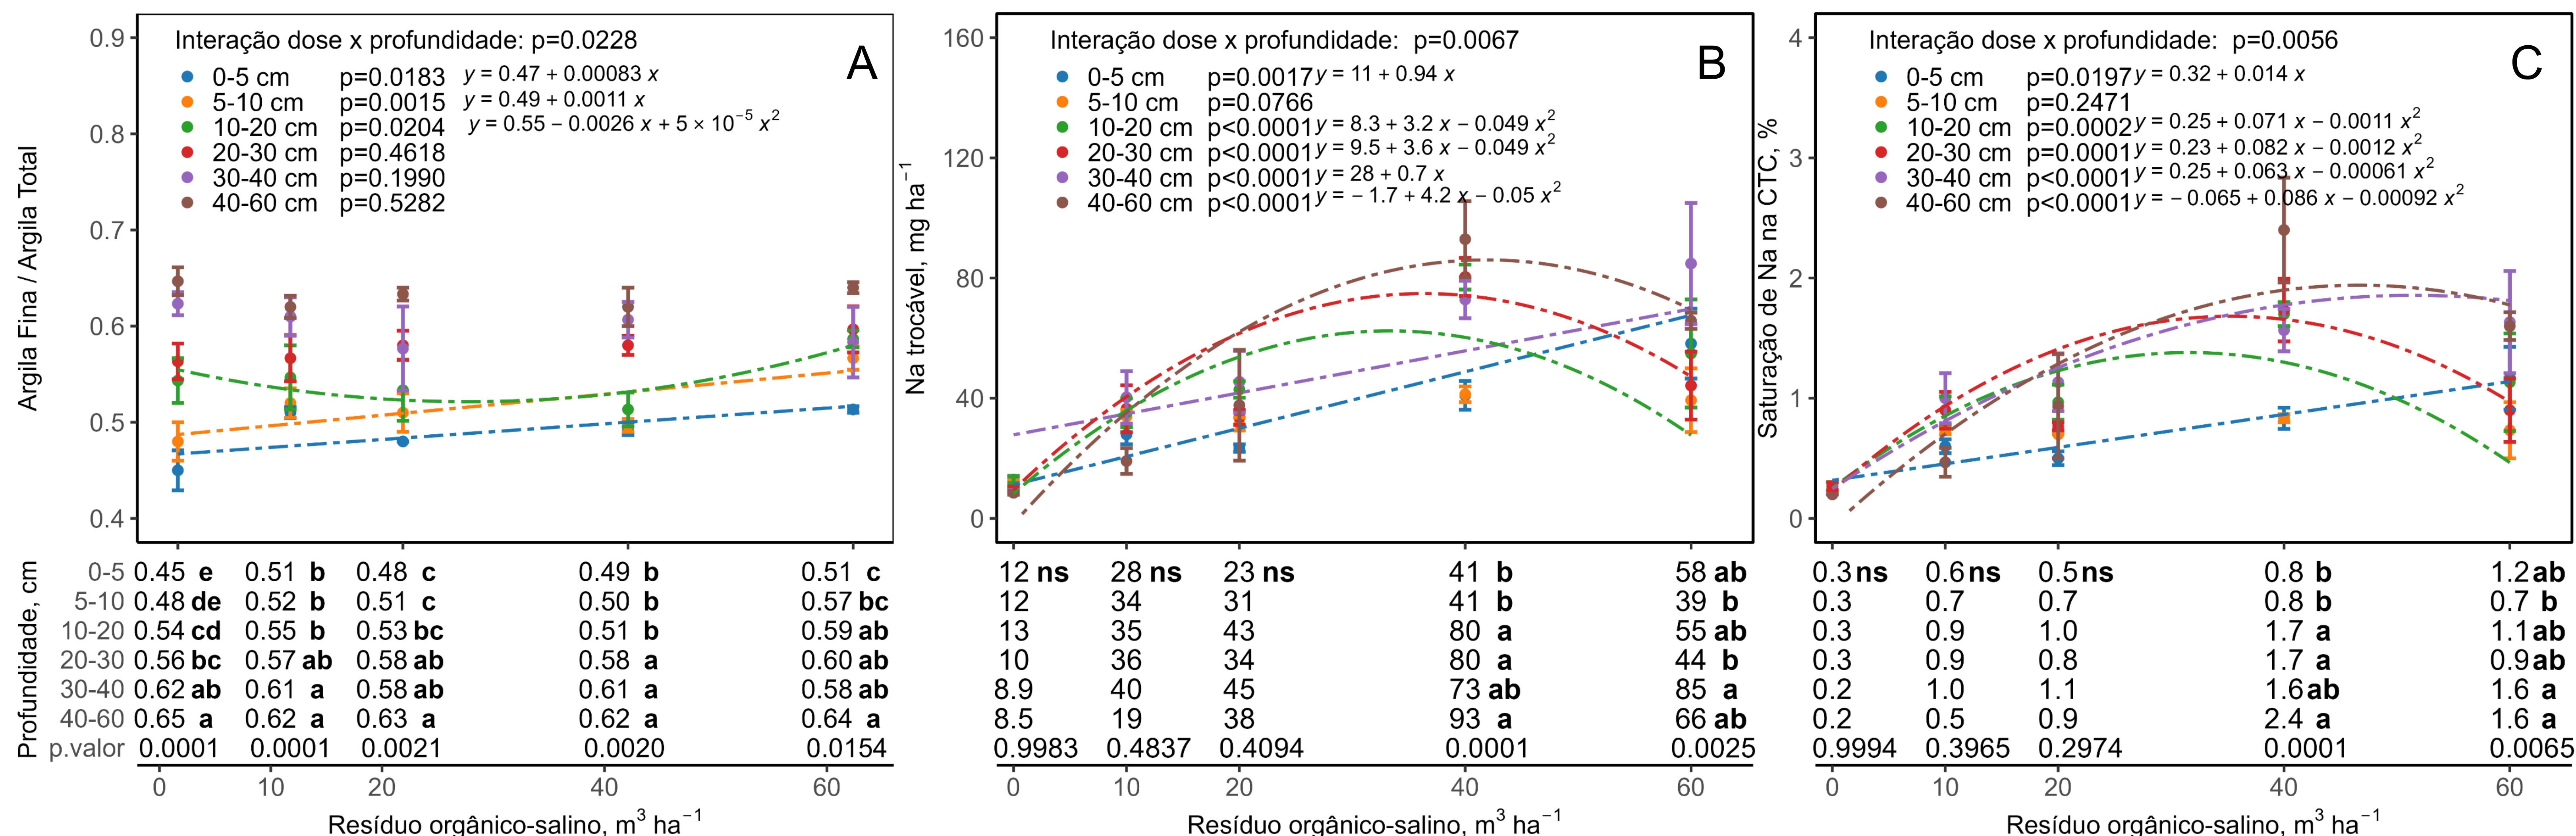 Interação dose x profundidade: p=0.0228
A
0-5 cm p=0.0183 y = 0.47 + 0.00083 x
5-10 cm p=0.0015 y = 0.49 + 0.0011 x
10-20 cm p=0.0204 y = 0.55 − 0.0026 x + 5 × 10⁻⁵ x²
20-30 cm p=0.4618
30-40 cm p=0.1990
40-60 cm p=0.5282
Argila Fina / Argila Total
0.9
0.8
0.7
0.6
0.5
0.4
Profundidade, cm
0-5 0.45 e 0.51 b 0.48 c 0.49 b 0.51 c
5-10 0.48 de 0.52 b 0.51 c 0.50 b 0.57 bc
10-20 0.54 cd 0.55 b 0.53 bc 0.51 b 0.59 ab
20-30 0.56 bc 0.57 ab 0.58 ab 0.58 a 0.60 ab
30-40 0.62 ab 0.61 a 0.58 ab 0.61 a 0.58 ab
40-60 0.65 a 0.62 a 0.63 a 0.62 a 0.64 a
p.valor 0.0001 0.0001 0.0021 0.0020 0.0154
0 10 20 40 60
Resíduo orgânico-salino, m³ ha⁻¹
Interação dose x profundidade: p=0.0067
B
0-5 cm p=0.0017 y = 11 + 0.94 x
5-10 cm p=0.0766
10-20 cm p<0.0001 y = 8.3 + 3.2 x − 0.049 x²
20-30 cm p<0.0001 y = 9.5 + 3.6 x − 0.049 x²
30-40 cm p<0.0001 y = 28 + 0.7 x
40-60 cm p<0.0001 y = − 1.7 + 4.2 x − 0.05 x²
Na trocável, mg ha⁻¹
160
120
80
40
0
12 ns 28 ns 23 ns 41 b 58 ab
12 34 31 41 b 39 b
13 35 43 80 a 55 ab
10 36 34 80 a 44 b
8.9 40 45 73 ab 85 a
8.5 19 38 93 a 66 ab
0.9983 0.4837 0.4094 0.0001 0.0025
0 10 20 40 60
Resíduo orgânico-salino, m³ ha⁻¹
Interação dose x profundidade: p=0.0056
C
0-5 cm p=0.0197 y = 0.32 + 0.014 x
5-10 cm p=0.2471
10-20 cm p=0.0002 y = 0.25 + 0.071 x − 0.0011 x²
20-30 cm p=0.0001 y = 0.23 + 0.082 x − 0.0012 x²
30-40 cm p<0.0001 y = 0.25 + 0.063 x − 0.00061 x²
40-60 cm p<0.0001 y = − 0.065 + 0.086 x − 0.00092 x²
Saturação de Na na CTC, %
4
3
2
1
0
0.3 ns 0.6 ns 0.5 ns 0.8 b 1.2 ab
0.3 0.7 0.7 0.8 b 0.7 b
0.3 0.9 1.0 1.7 a 1.1 ab
0.3 0.9 0.8 1.7 a 0.9 ab
0.2 1.0 1.1 1.6 ab 1.6 a
0.2 0.5 0.9 2.4 a 1.6 a
0.9994 0.3965 0.2974 0.0001 0.0065
0 10 20 40 60
Resíduo orgânico-salino, m³ ha⁻¹